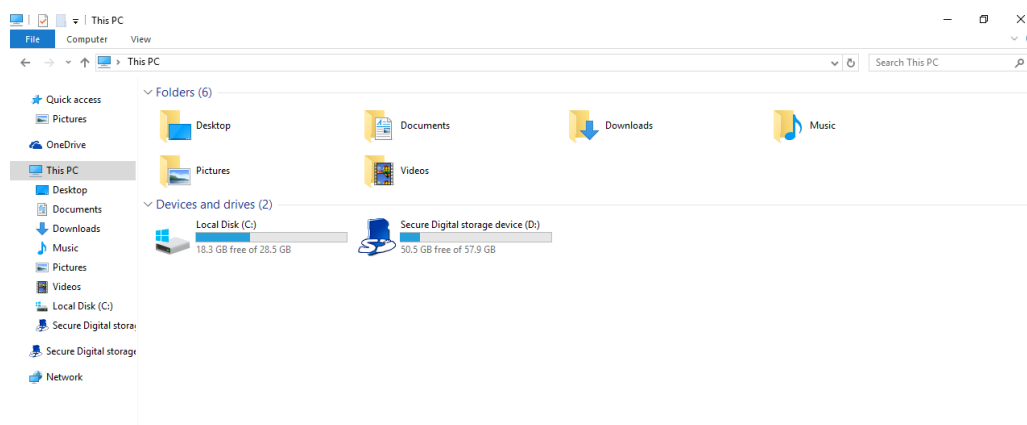 This PC
File Computer View
This PC
Search This PC
Quick access
Pictures
OneDrive
This PC
Desktop
Documents
Downloads
Music
Pictures
Videos
Local Disk (C:)
Secure Digital storag
Secure Digital storage
Network
Folders (6)
Desktop
Documents
Downloads
Music
Pictures
Videos
Devices and drives (2)
Local Disk (C:)
18.3 GB free of 28.5 GB
Secure Digital storage device (D:)
50.5 GB free of 57.9 GB